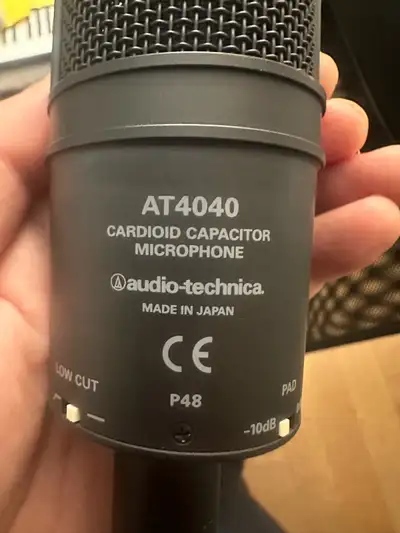 AT4040
CARDIOID CAPACITOR
MICROPHONE
audio-technica.
MADE IN JAPAN
CE
LOW CUT
P48
PAD
-10dB